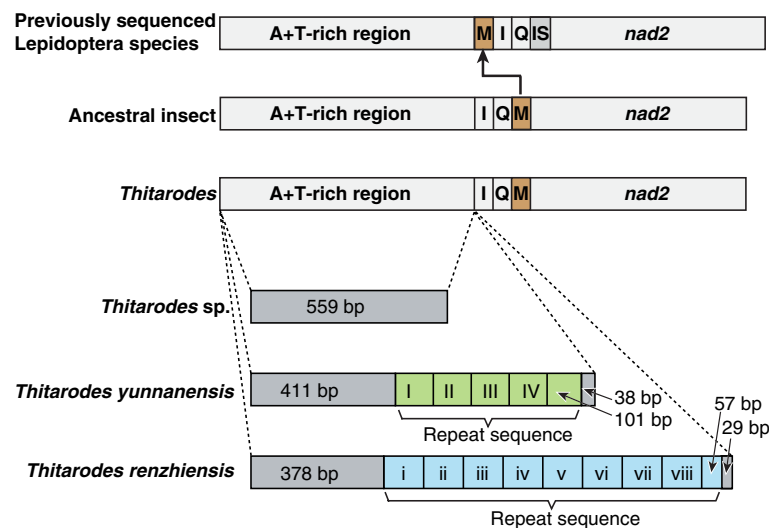 Previously sequenced
Lepidoptera species
A+T-rich region M I Q IS nad2
Ancestral insect A+T-rich region I Q M nad2
Thitarodes A+T-rich region I Q M nad2
Thitarodes sp. 559 bp
Thitarodes yunnanensis 411 bp I II III IV
38 bp
101 bp
Repeat sequence
57 bp
29 bp
Thitarodes renzhiensis 378 bp i ii iii iv v vi vii viii
Repeat sequence